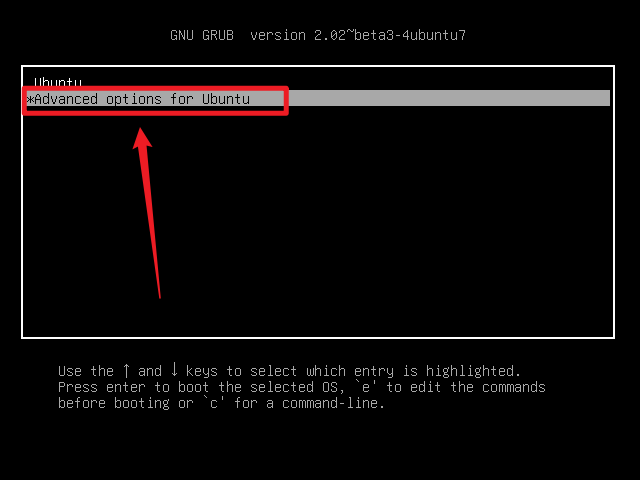 GNU GRUB  version 2.02~beta3-4ubuntu7
Ubuntu
*Advanced options for Ubuntu
Use the ↑ and ↓ keys to select which entry is highlighted.
Press enter to boot the selected OS, `e' to edit the commands
before booting or `c' for a command-line.